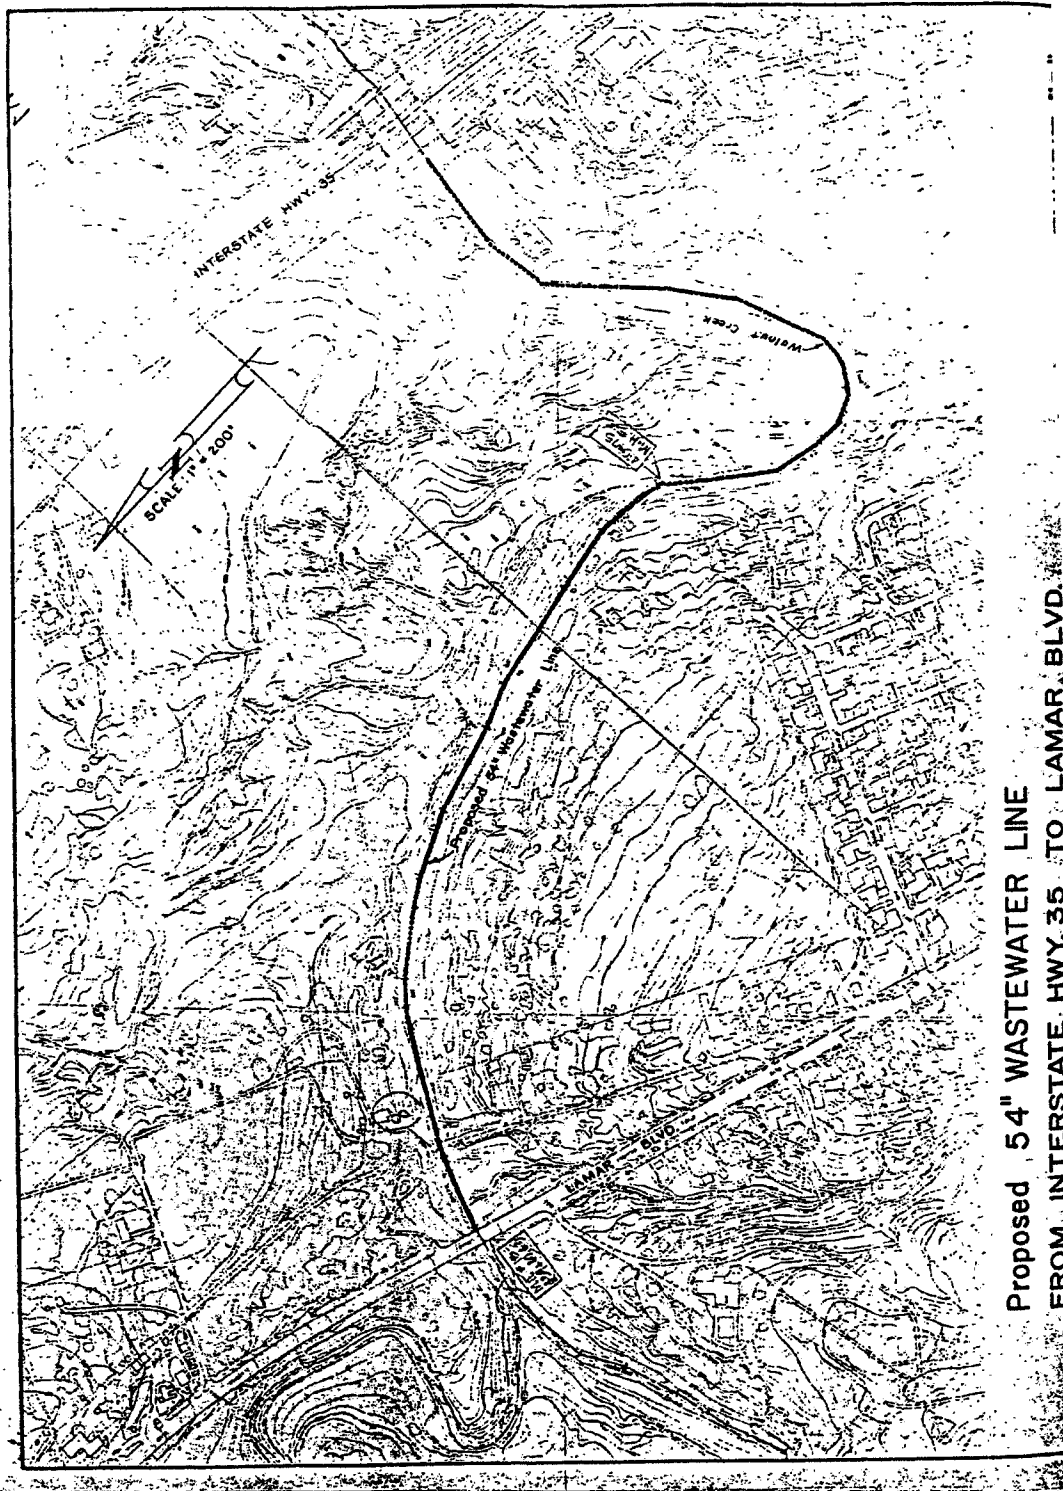 INTERSTATE HWY. 35
SCALE: 1" = 200'
Walnut Creek
Proposed 54" Wastewater Line
LAMAR BLVD.
Proposed 54" WASTEWATER LINE
FROM INTERSTATE HWY. 35 TO LAMAR BLVD.